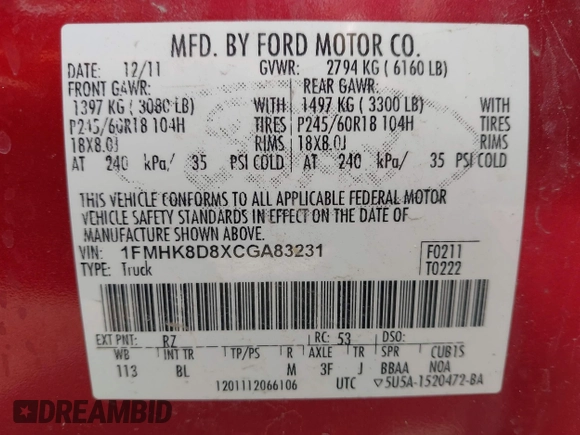 MFD. BY FORD MOTOR CO.
DATE: 12/11 GVWR: 2794 KG ( 6160 LB)
FRONT GAWR: REAR GAWR:
1397 KG ( 3080 LB) WITH 1497 KG ( 3300 LB) WITH
P245/60R18 104H TIRES P245/60R18 104H TIRES
18X8.0J RIMS 18X8.0J RIMS
AT 240 kPa/ 35 PSI COLD AT 240 kPa/ 35 PSI COLD
THIS VEHICLE CONFORMS TO ALL APPLICABLE FEDERAL MOTOR
VEHICLE SAFETY STANDARDS IN EFFECT ON THE DATE OF
MANUFACTURE SHOWN ABOVE.
VIN: 1FMHK8D8XCGA83231 F0211
TYPE: Truck T0222
EXT PNT: RZ RC: 53 DSO:
WB INT TR TP/PS R AXLE TR SPR CUBIS
113 BL M 3F J BBAA NOA
1201112066106 UTC ▽5U5A-1520472-BA
DREAMBID